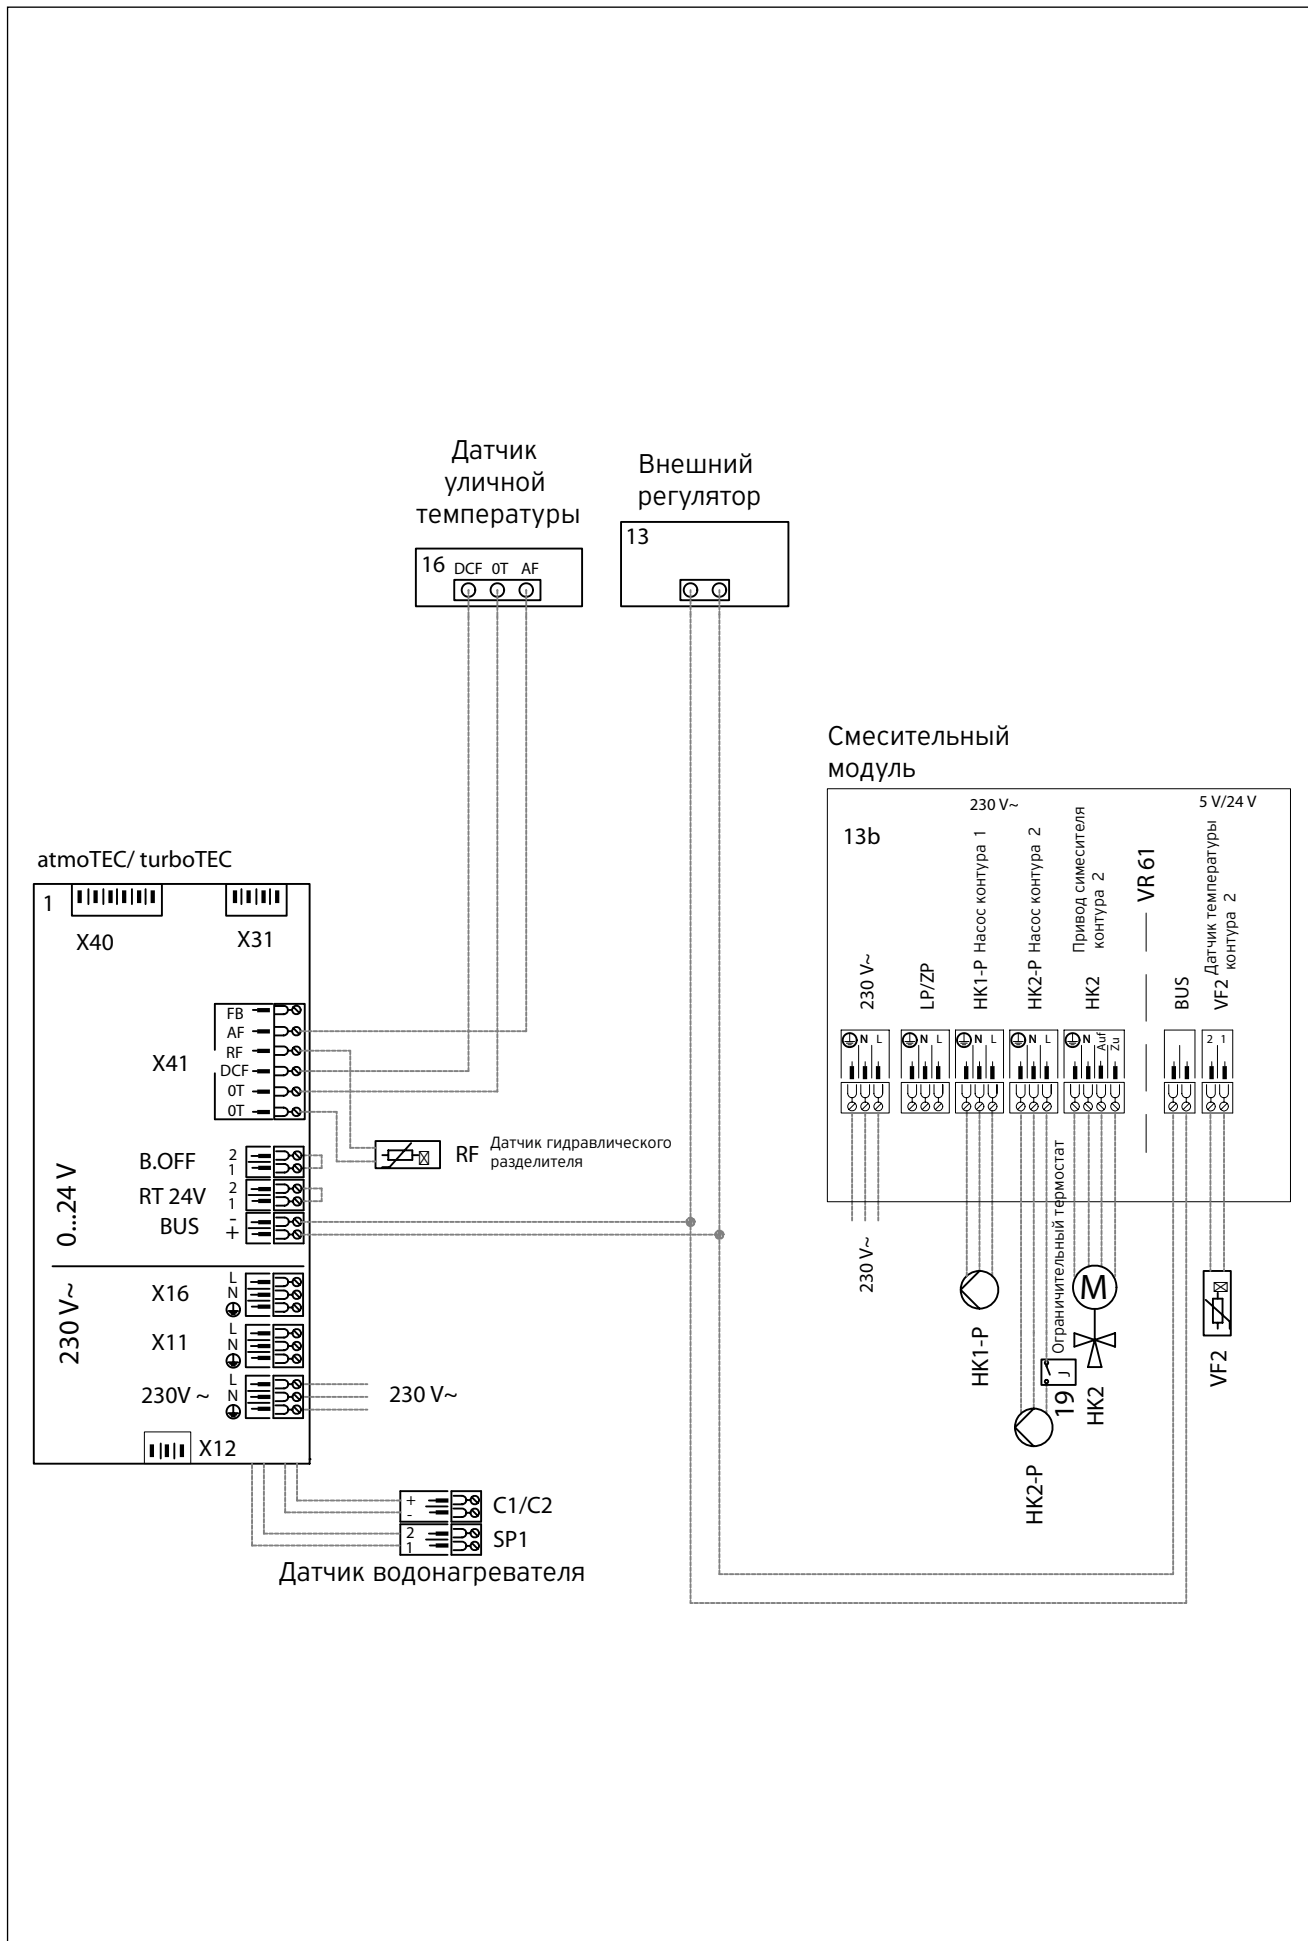 Датчик
уличной
температуры
Внешний
регулятор
16 DCF 0T AF
13
Смесительный
модуль
230 V~
5 V/24 V
13b
230 V~
LP/ZP
HK1-P Насос контура 1
HK2-P Насос контура 2
Привод симесителя
контура 2
HK2
VR 61
BUS
Датчик температуры
контура 2
VF2
N L
N L
N L
N L
N Auf Zu
2 1
230 V~
HK1-P
HK2-P
Ограничительный термостат
19
M
HK2
VF2
atmoTEC/ turboTEC
1
X40
X31
X41
FB
AF
RF
DCF
0T
0T
RF Датчик гидравлического
разделителя
0...24 V
B.OFF
2
1
RT 24V
2
1
BUS
-
+
230 V~
X16
L
N
X11
L
N
230V ~
L
N
230 V~
X12
+
-
C1/C2
2
1
SP1
Датчик водонагревателя